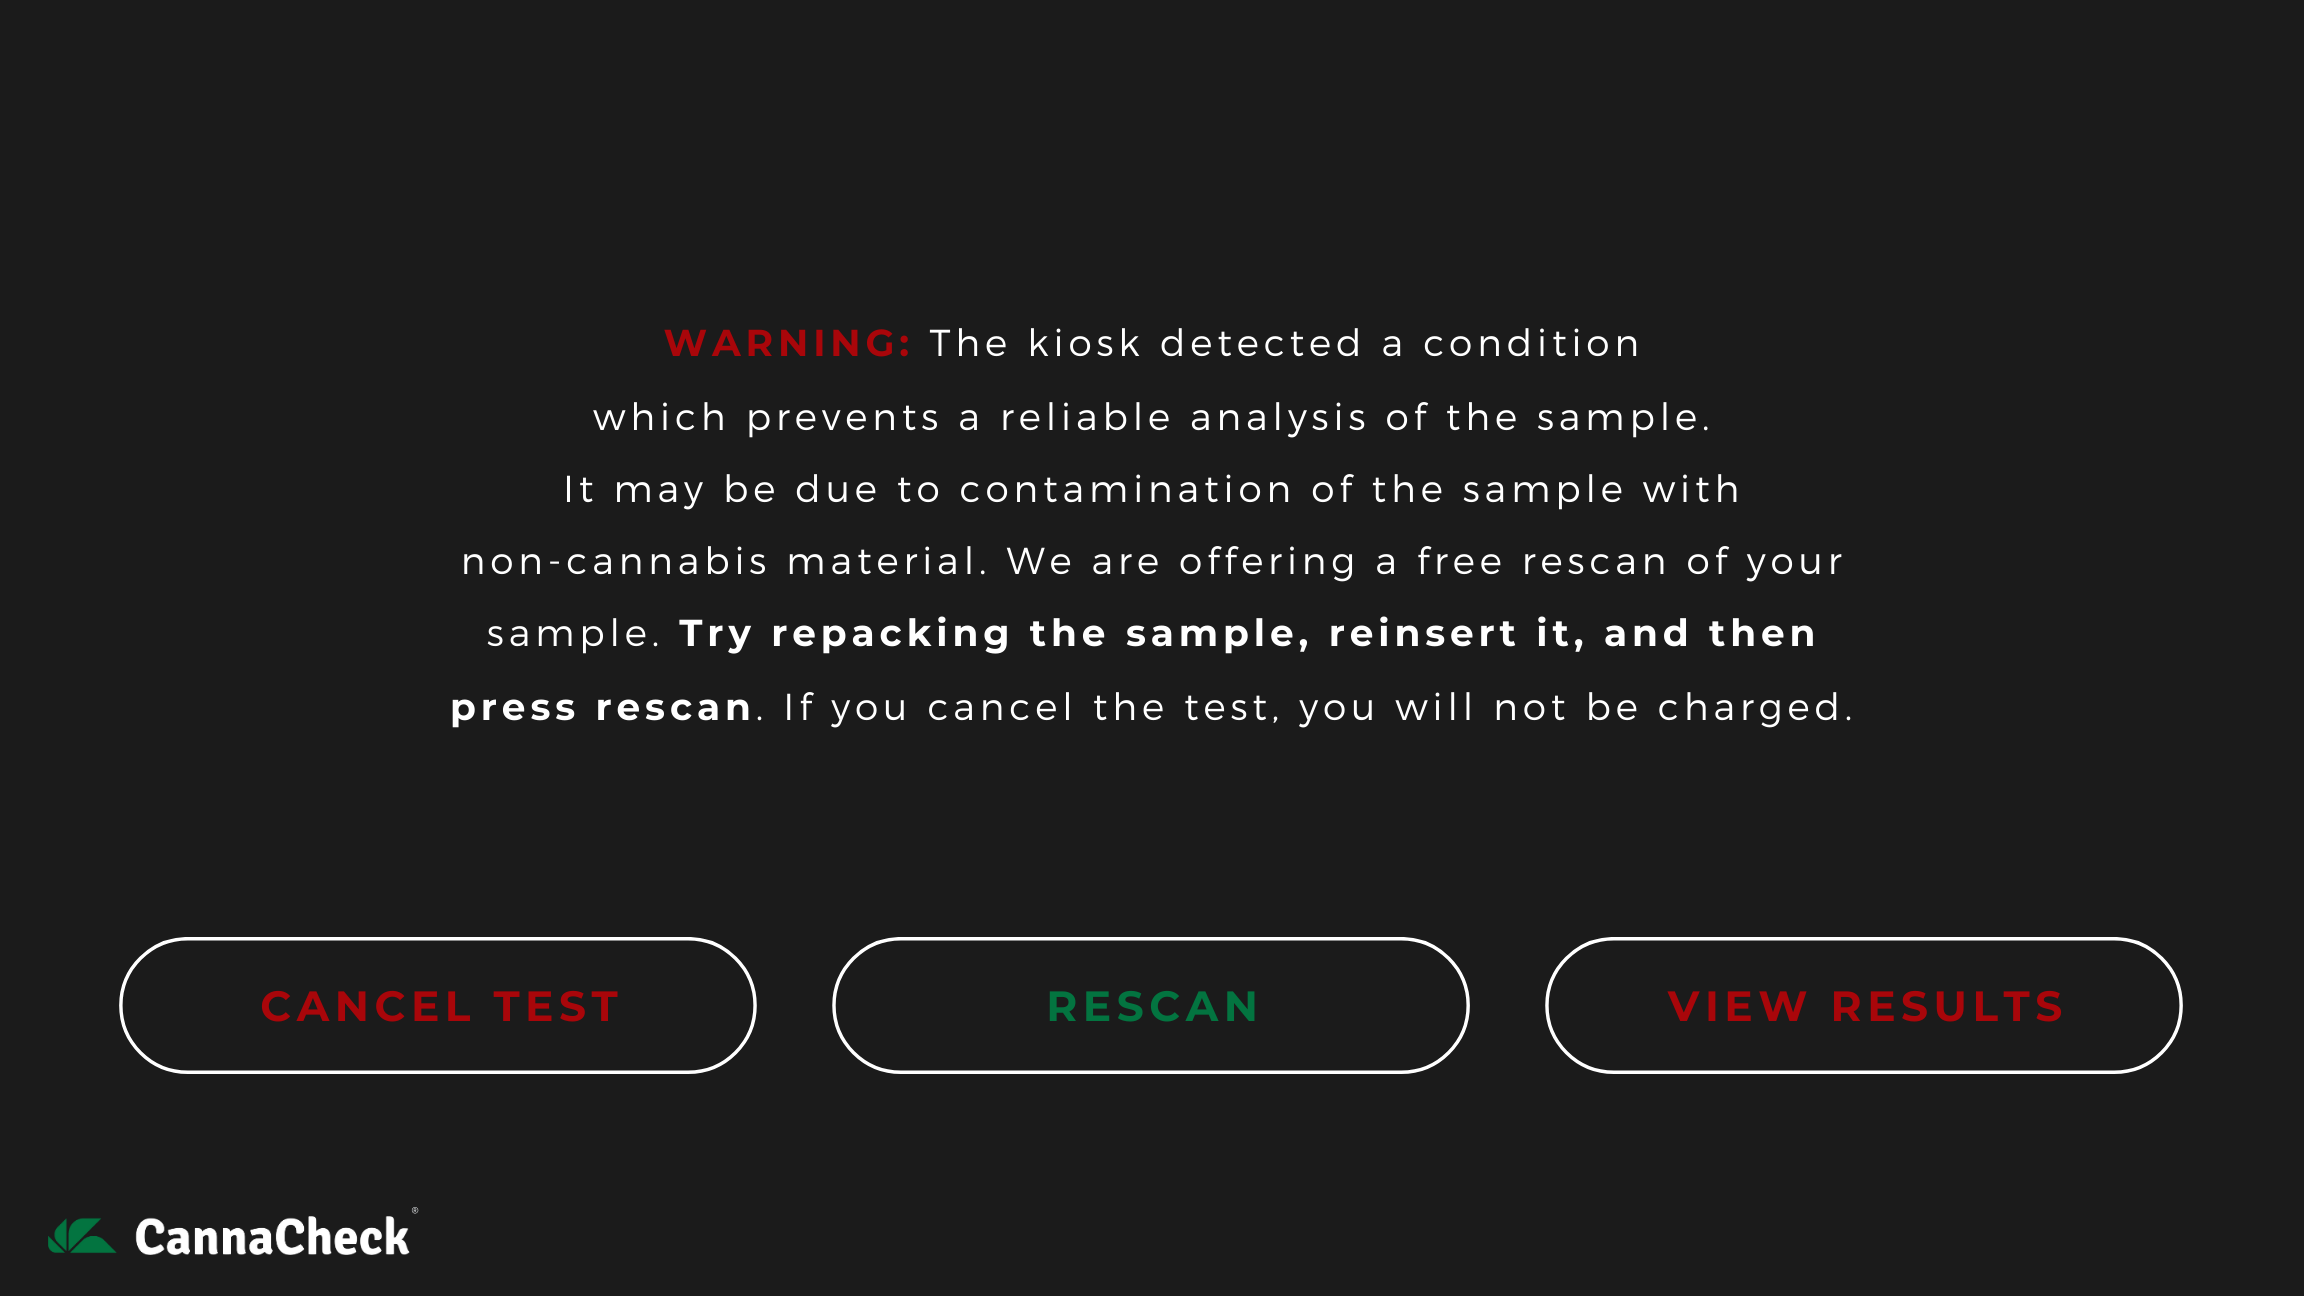 WARNING: The kiosk detected a condition
which prevents a reliable analysis of the sample.
It may be due to contamination of the sample with
non-cannabis material. We are offering a free rescan of your
sample. Try repacking the sample, reinsert it, and then
press rescan. If you cancel the test, you will not be charged.
CANCEL TEST
RESCAN
VIEW RESULTS
CannaCheck®